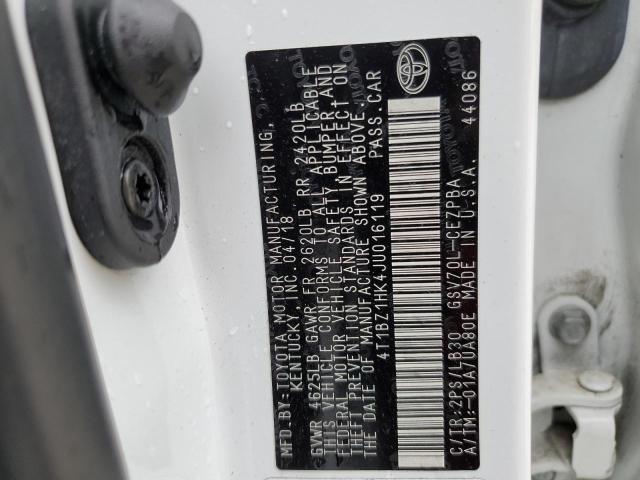 MFD.BY:TOYOTA MOTOR MANUFACTURING,
KENTUCKY, INC. 04/18
GVWR 4625LB GAWR FR 2620LB RR 2420LB
THIS VEHICLE CONFORMS TO ALL APPLICABLE
FEDERAL MOTOR VEHICLE SAFETY, BUMPER, AND
THEFT PREVENTION STANDARDS IN EFFECT ON
THE DATE OF MANUFACTURE SHOWN ABOVE.
4T1BZ1HK4JU016119 PASS. CAR
C/TR:2PS/LB30 GSV70L-CEZPBA
A/TM:-01A/UA80E MADE IN U.S.A. 44086